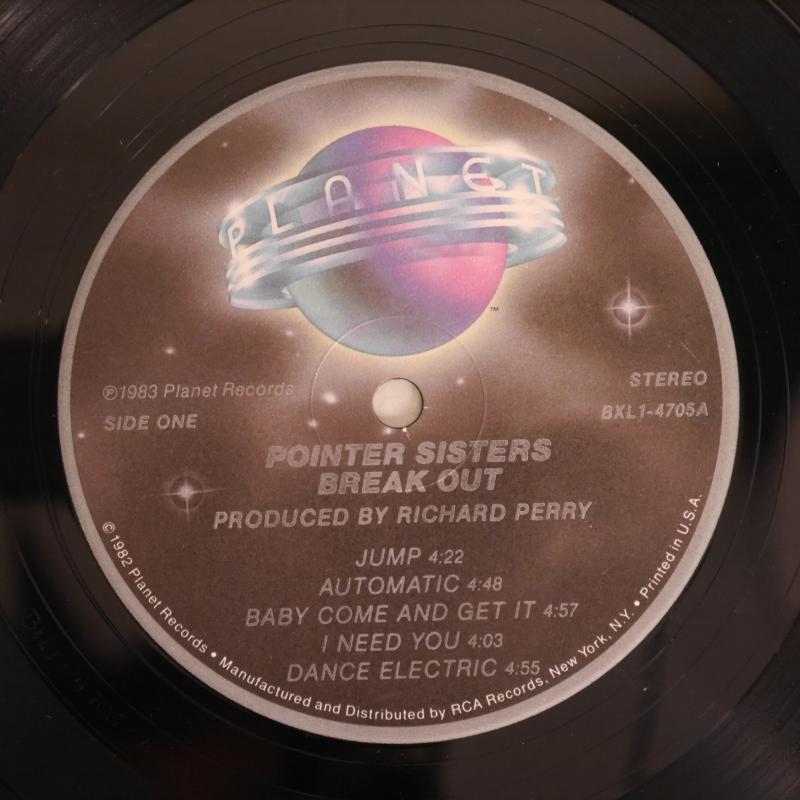 PLANET
™
℗1983 Planet Records
SIDE ONE
STEREO
BXL1-4705A
POINTER SISTERS
BREAK OUT
PRODUCED BY RICHARD PERRY
JUMP 4:22
AUTOMATIC 4:48
BABY COME AND GET IT 4:57
I NEED YOU 4:03
DANCE ELECTRIC 4:55
©1982 Planet Records • Manufactured and Distributed by RCA Records, New York, N.Y. • Printed in U.S.A.